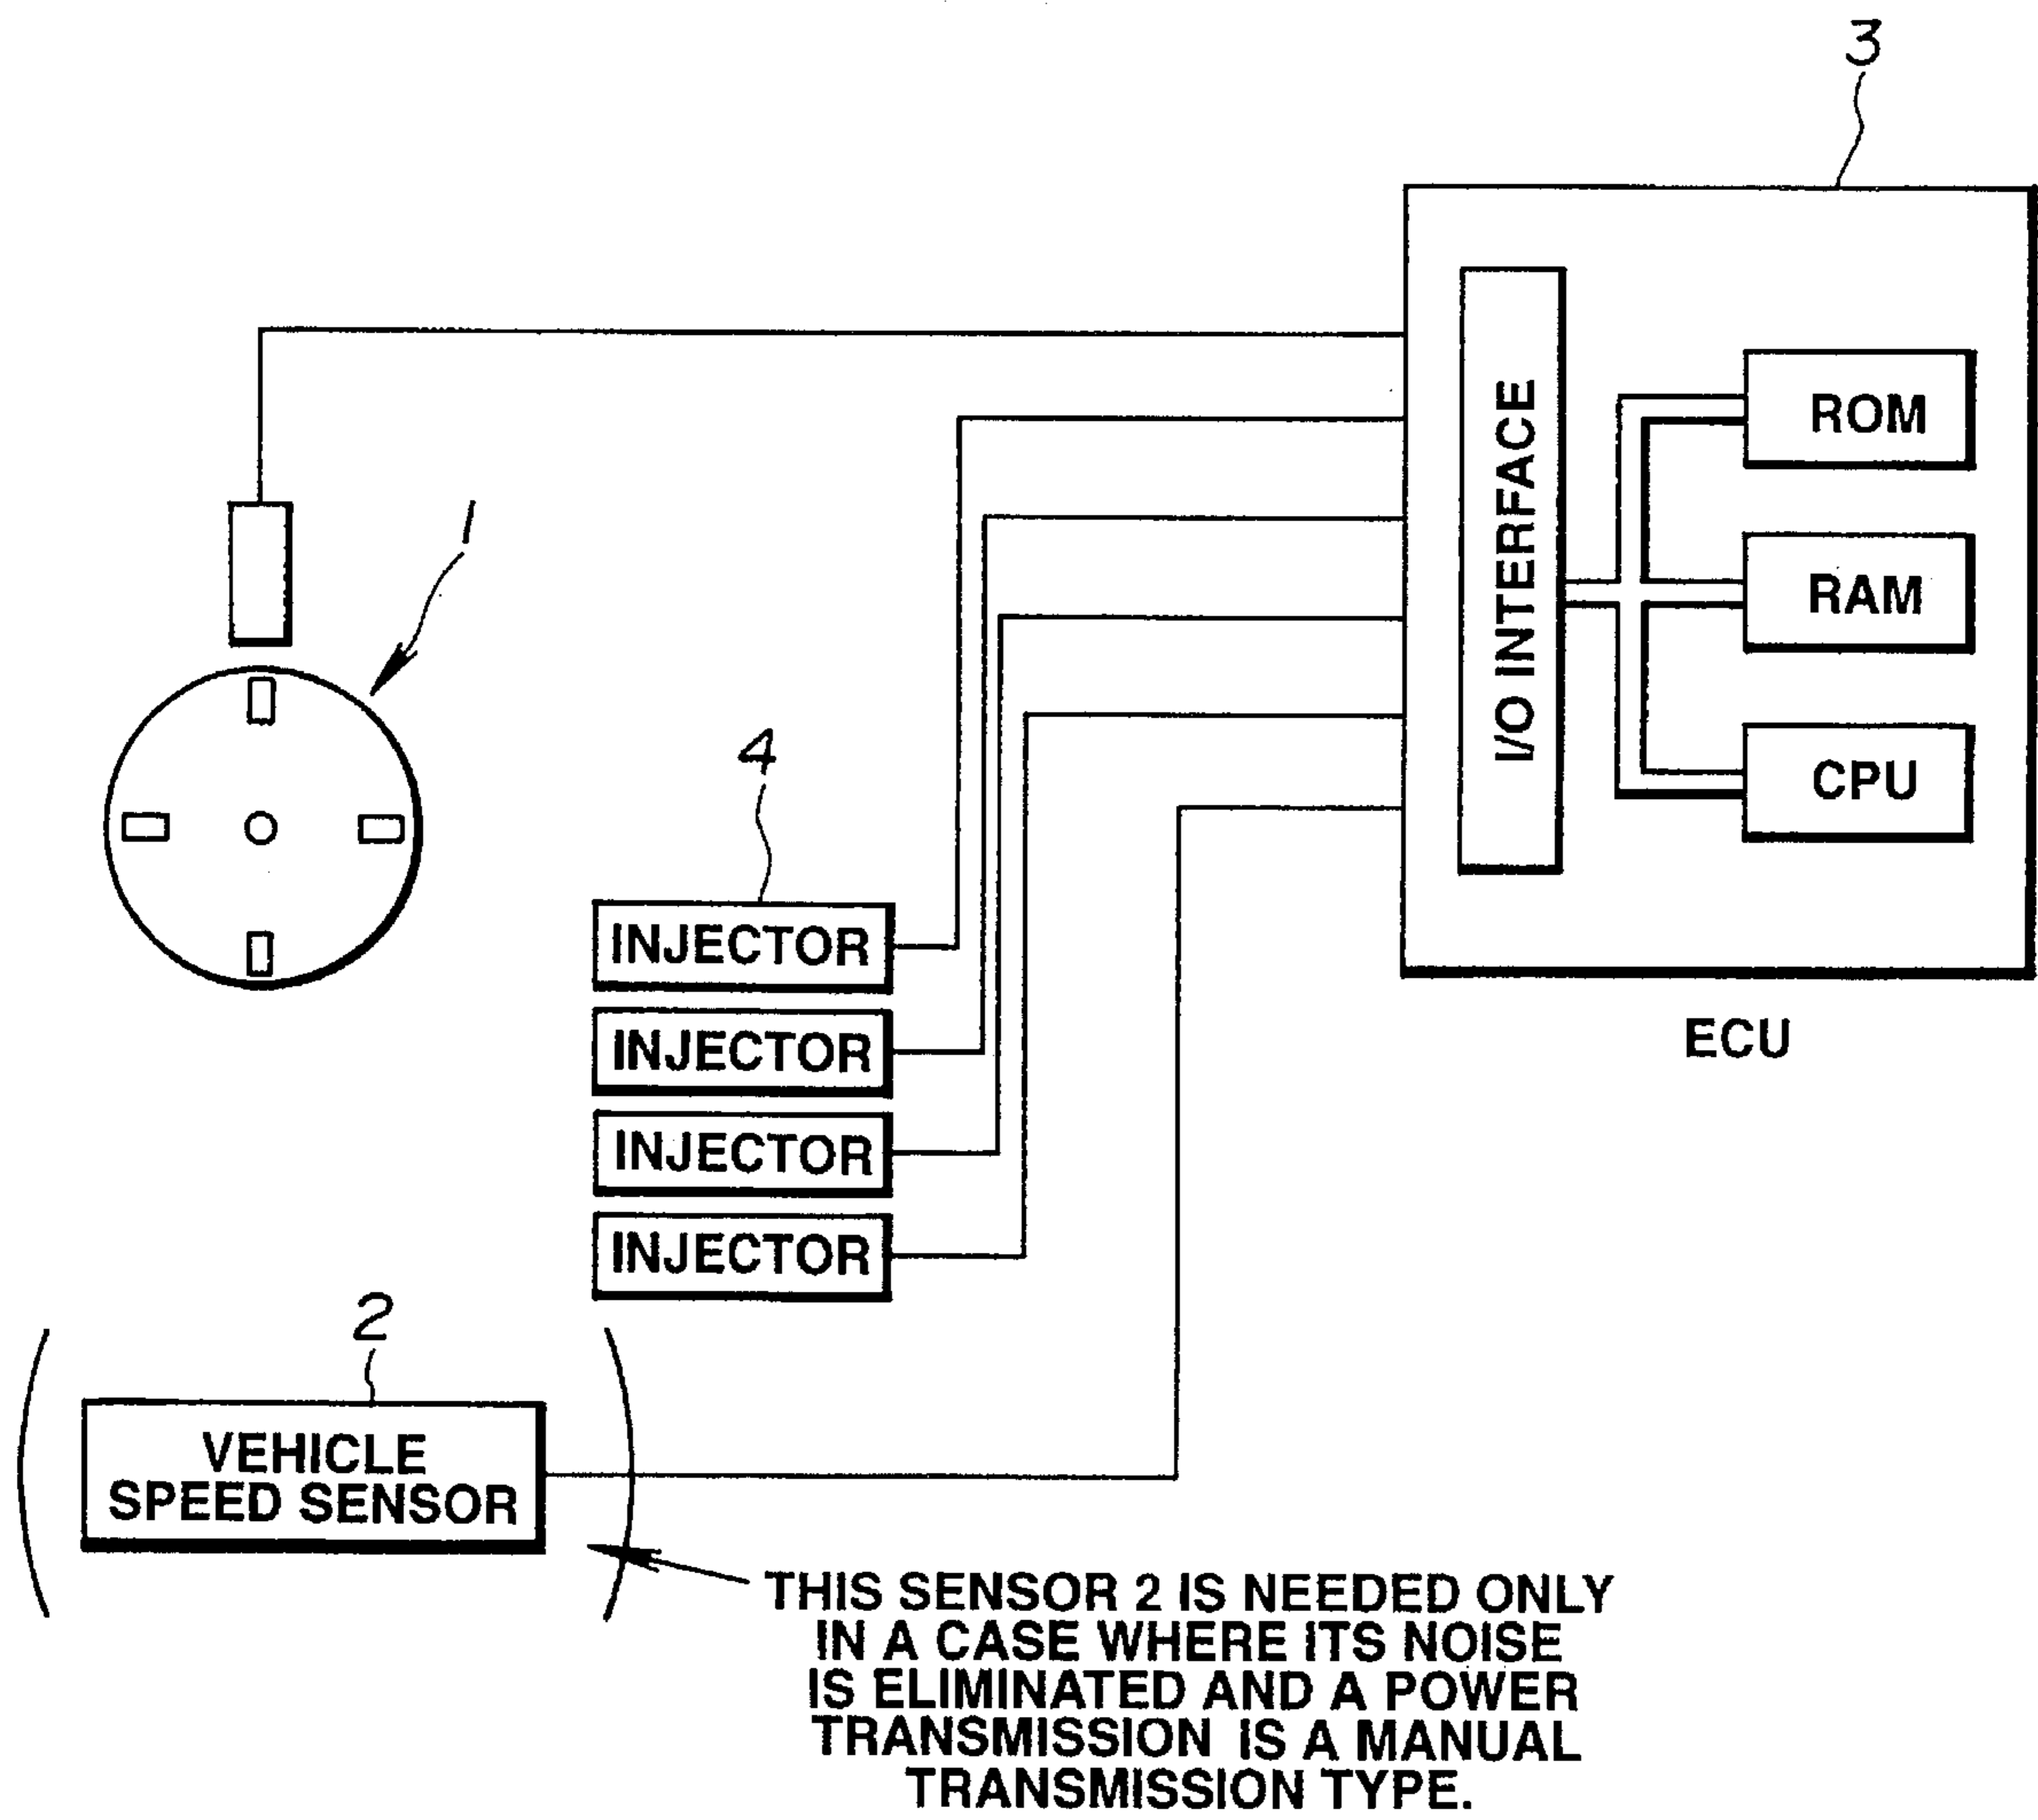 3
ROM
I/O INTERFACE
RAM
CPU
ECU
1
4
INJECTOR
INJECTOR
INJECTOR
INJECTOR
2
VEHICLE
SPEED SENSOR
THIS SENSOR 2 IS NEEDED ONLY
IN A CASE WHERE ITS NOISE
IS ELIMINATED AND A POWER
TRANSMISSION IS A MANUAL
TRANSMISSION TYPE.